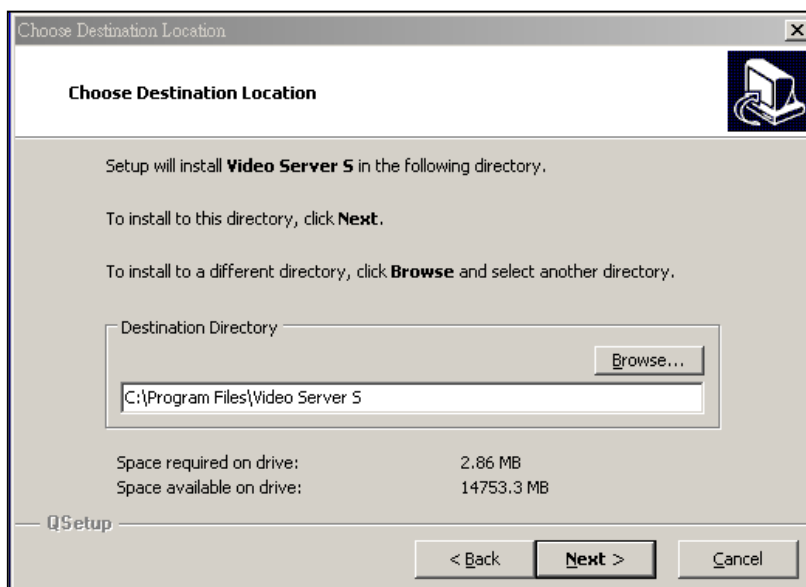 Choose Destination Location
Choose Destination Location
Setup will install Video Server S in the following directory.
To install to this directory, click Next.
To install to a different directory, click Browse and select another directory.
Destination Directory
Browse...
C:\Program Files\Video Server S
Space required on drive: 2.86 MB
Space available on drive: 14753.3 MB
QSetup
< Back Next > Cancel